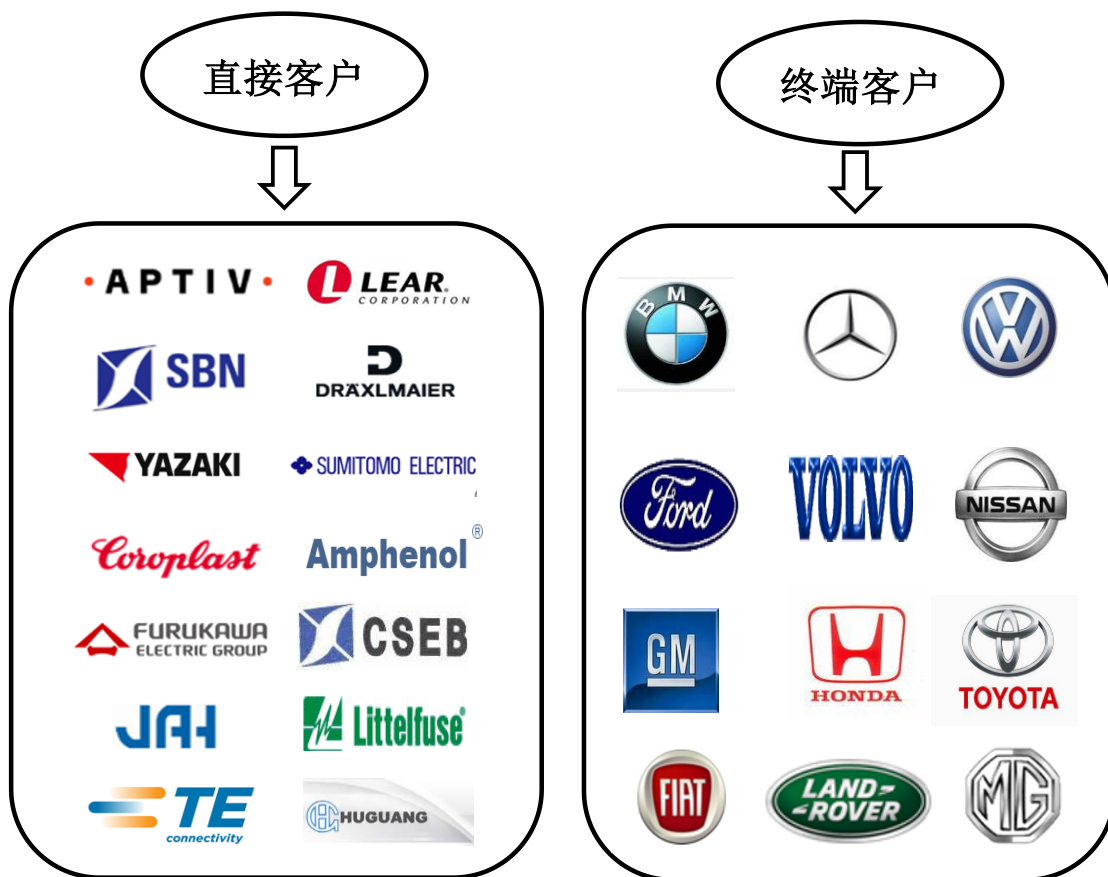 直接客户
终端客户
APTIV
LEAR.
CORPORATION
SBN
DRÄXLMAIER
YAZAKI
SUMITOMO ELECTRIC
Coroplast
Amphenol®
FURUKAWA
ELECTRIC GROUP
CSEB
JAH
Littelfuse®
TE
connectivity
HUGUANG
BMW
VW
Ford
VOLVO
NISSAN
GM
HONDA
TOYOTA
FIAT
LAND-
-ROVER
MG